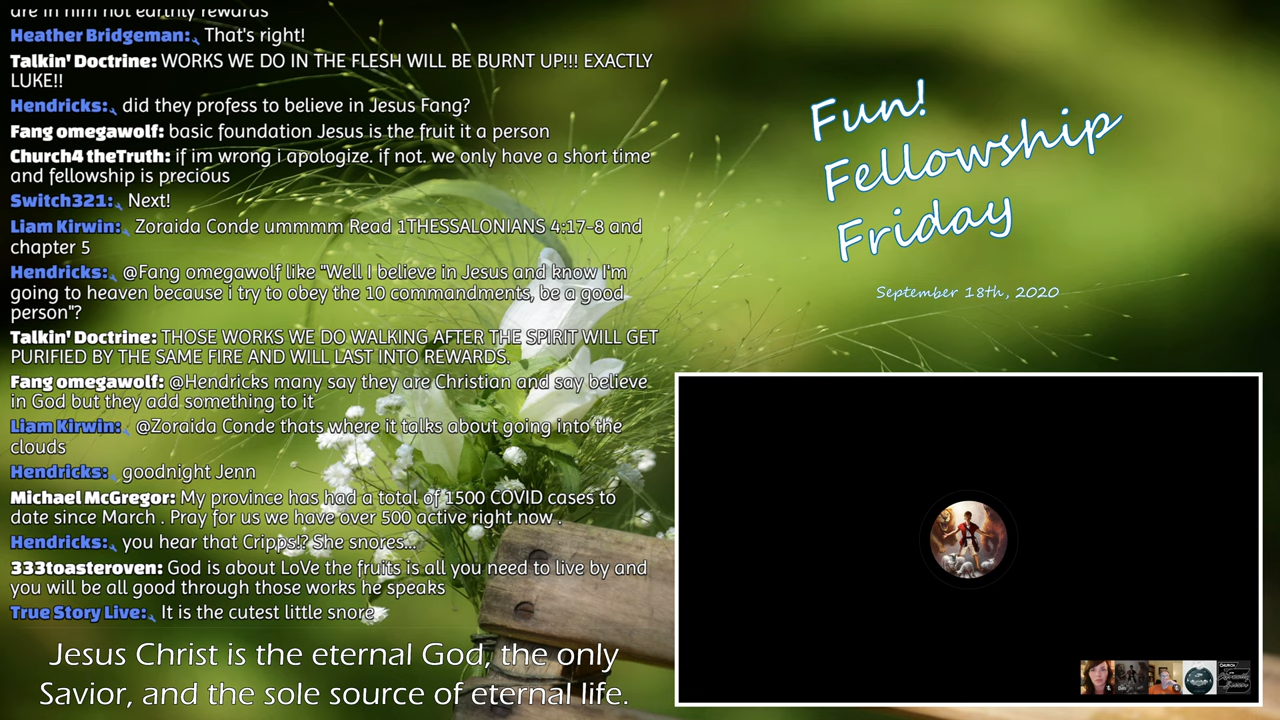 are in him not earthly rewards
Heather Bridgeman: That's right!
Talkin' Doctrine: WORKS WE DO IN THE FLESH WILL BE BURNT UP!!! EXACTLY
LUKE!!
Hendricks: did they profess to believe in Jesus Fang?
Fang omegawolf: basic foundation Jesus is the fruit it a person
Church4 theTruth: if im wrong i apologize. if not. we only have a short time
and fellowship is precious
Switch321: Next!
Liam Kirwin: Zoraida Conde ummmm Read 1THESSALONIANS 4:17-8 and
chapter 5
Hendricks: @Fang omegawolf like "Well I believe in Jesus and know I'm
going to heaven because i try to obey the 10 commandments, be a good
person"?
Talkin' Doctrine: THOSE WORKS WE DO WALKING AFTER THE SPIRIT WILL GET
PURIFIED BY THE SAME FIRE AND WILL LAST INTO REWARDS.
Fang omegawolf: @Hendricks many say they are Christian and say believe
in God but they add something to it
Liam Kirwin: @Zoraida Conde thats where it talks about going into the
clouds
Hendricks: goodnight Jenn
Michael McGregor: My province has had a total of 1500 COVID cases to
date since March . Pray for us we have over 500 active right now .
Hendricks: you hear that Cripps!? She snores...
333toasteroven: God is about LoVe the fruits is all you need to live by and
you will be all good through those works he speaks
True Story Live: It is the cutest little snore
Jesus Christ is the eternal God, the only
Savior, and the sole source of eternal life.
Fun!
Fellowship
Friday
September 18th, 2020